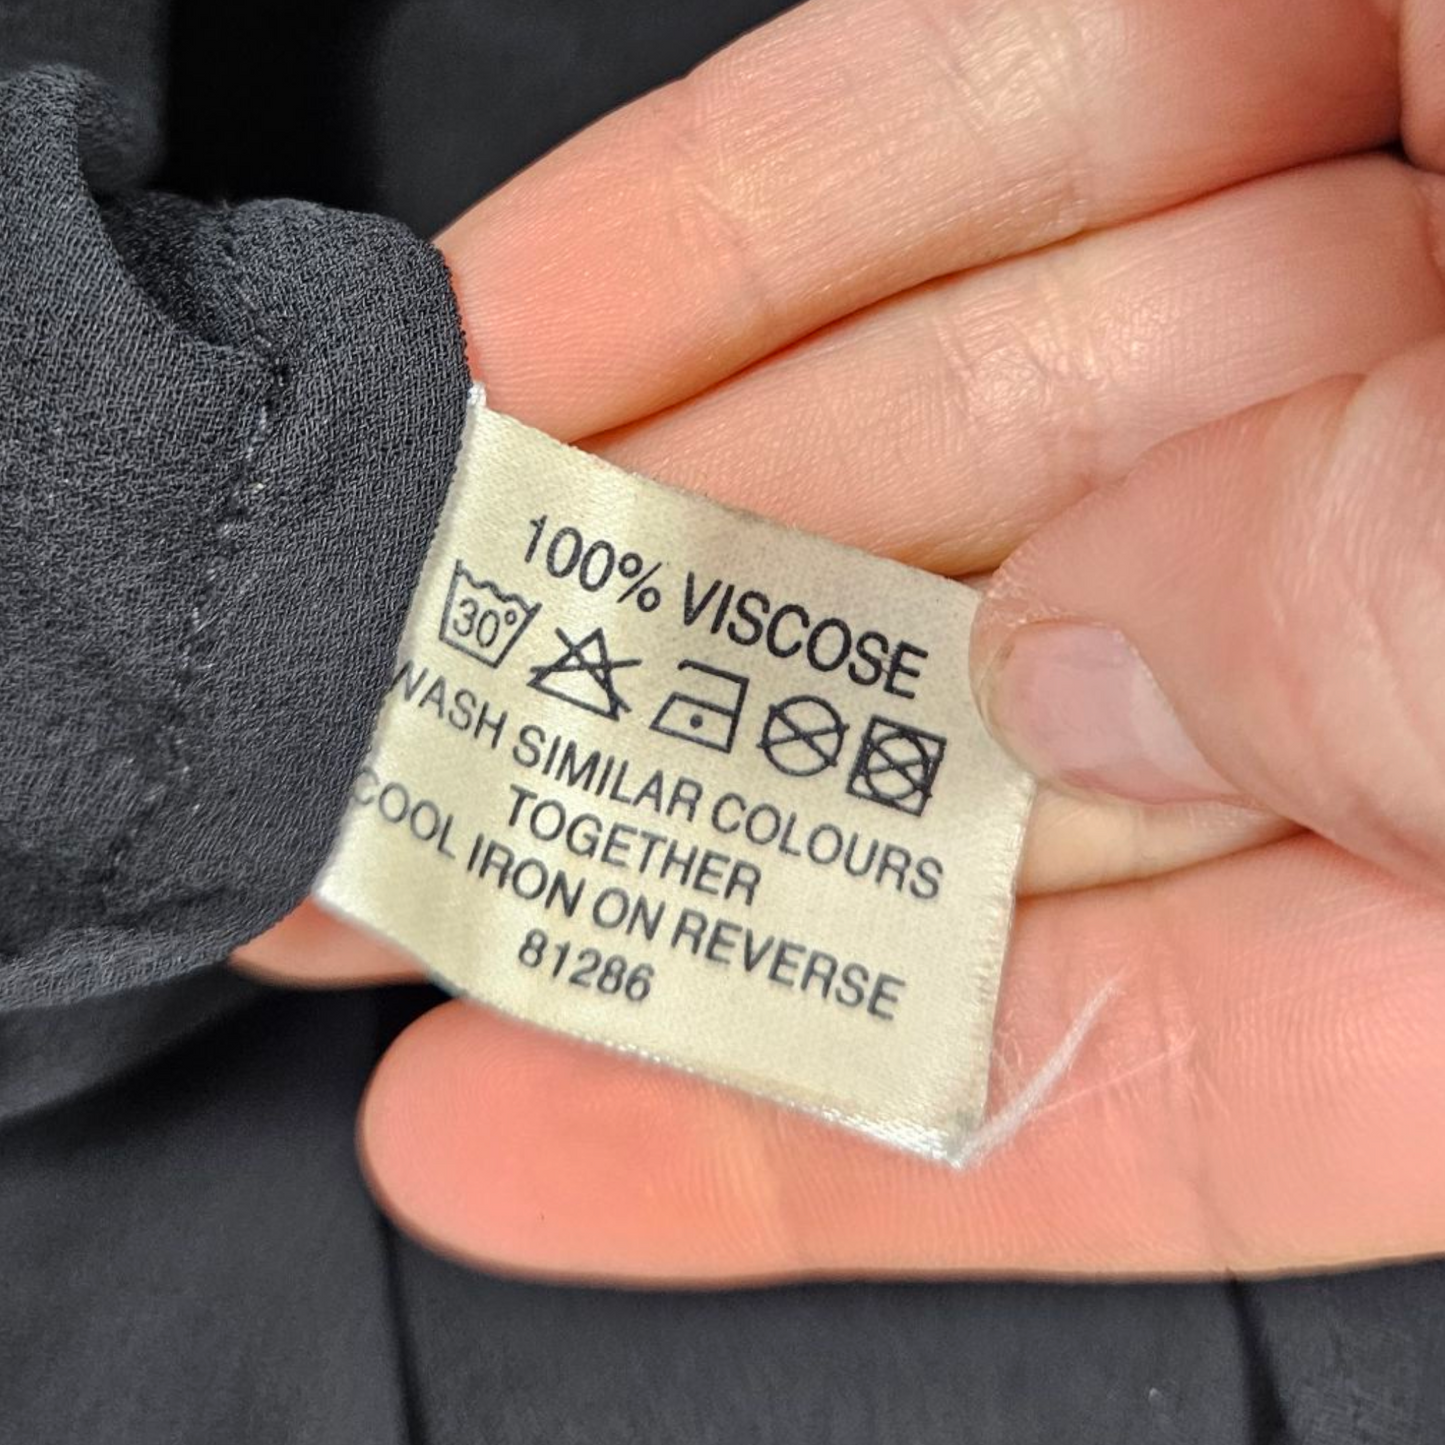 100% VISCOSE
30°
WASH SIMILAR COLOURS
TOGETHER
COOL IRON ON REVERSE
81286